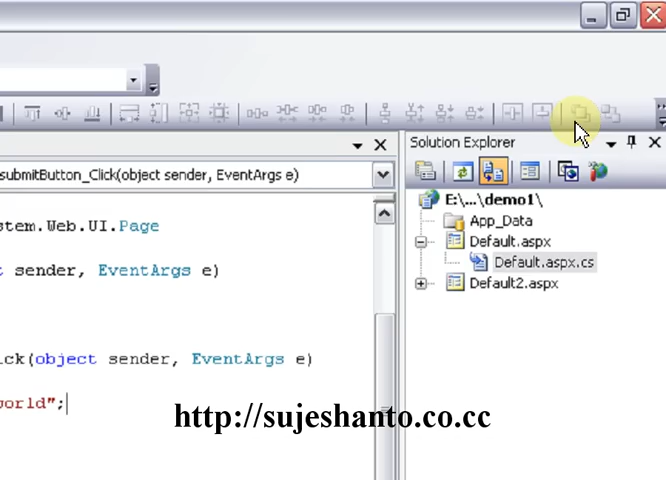 Solution Explorer
submitButton_Click(object sender, EventArgs e)
E:\...\demo1\
App_Data
Default.aspx
Default.aspx.cs
Default2.aspx
stem.Web.UI.Page
t sender, EventArgs e)
ick(object sender, EventArgs e)
world";
http://sujeshanto.co.cc